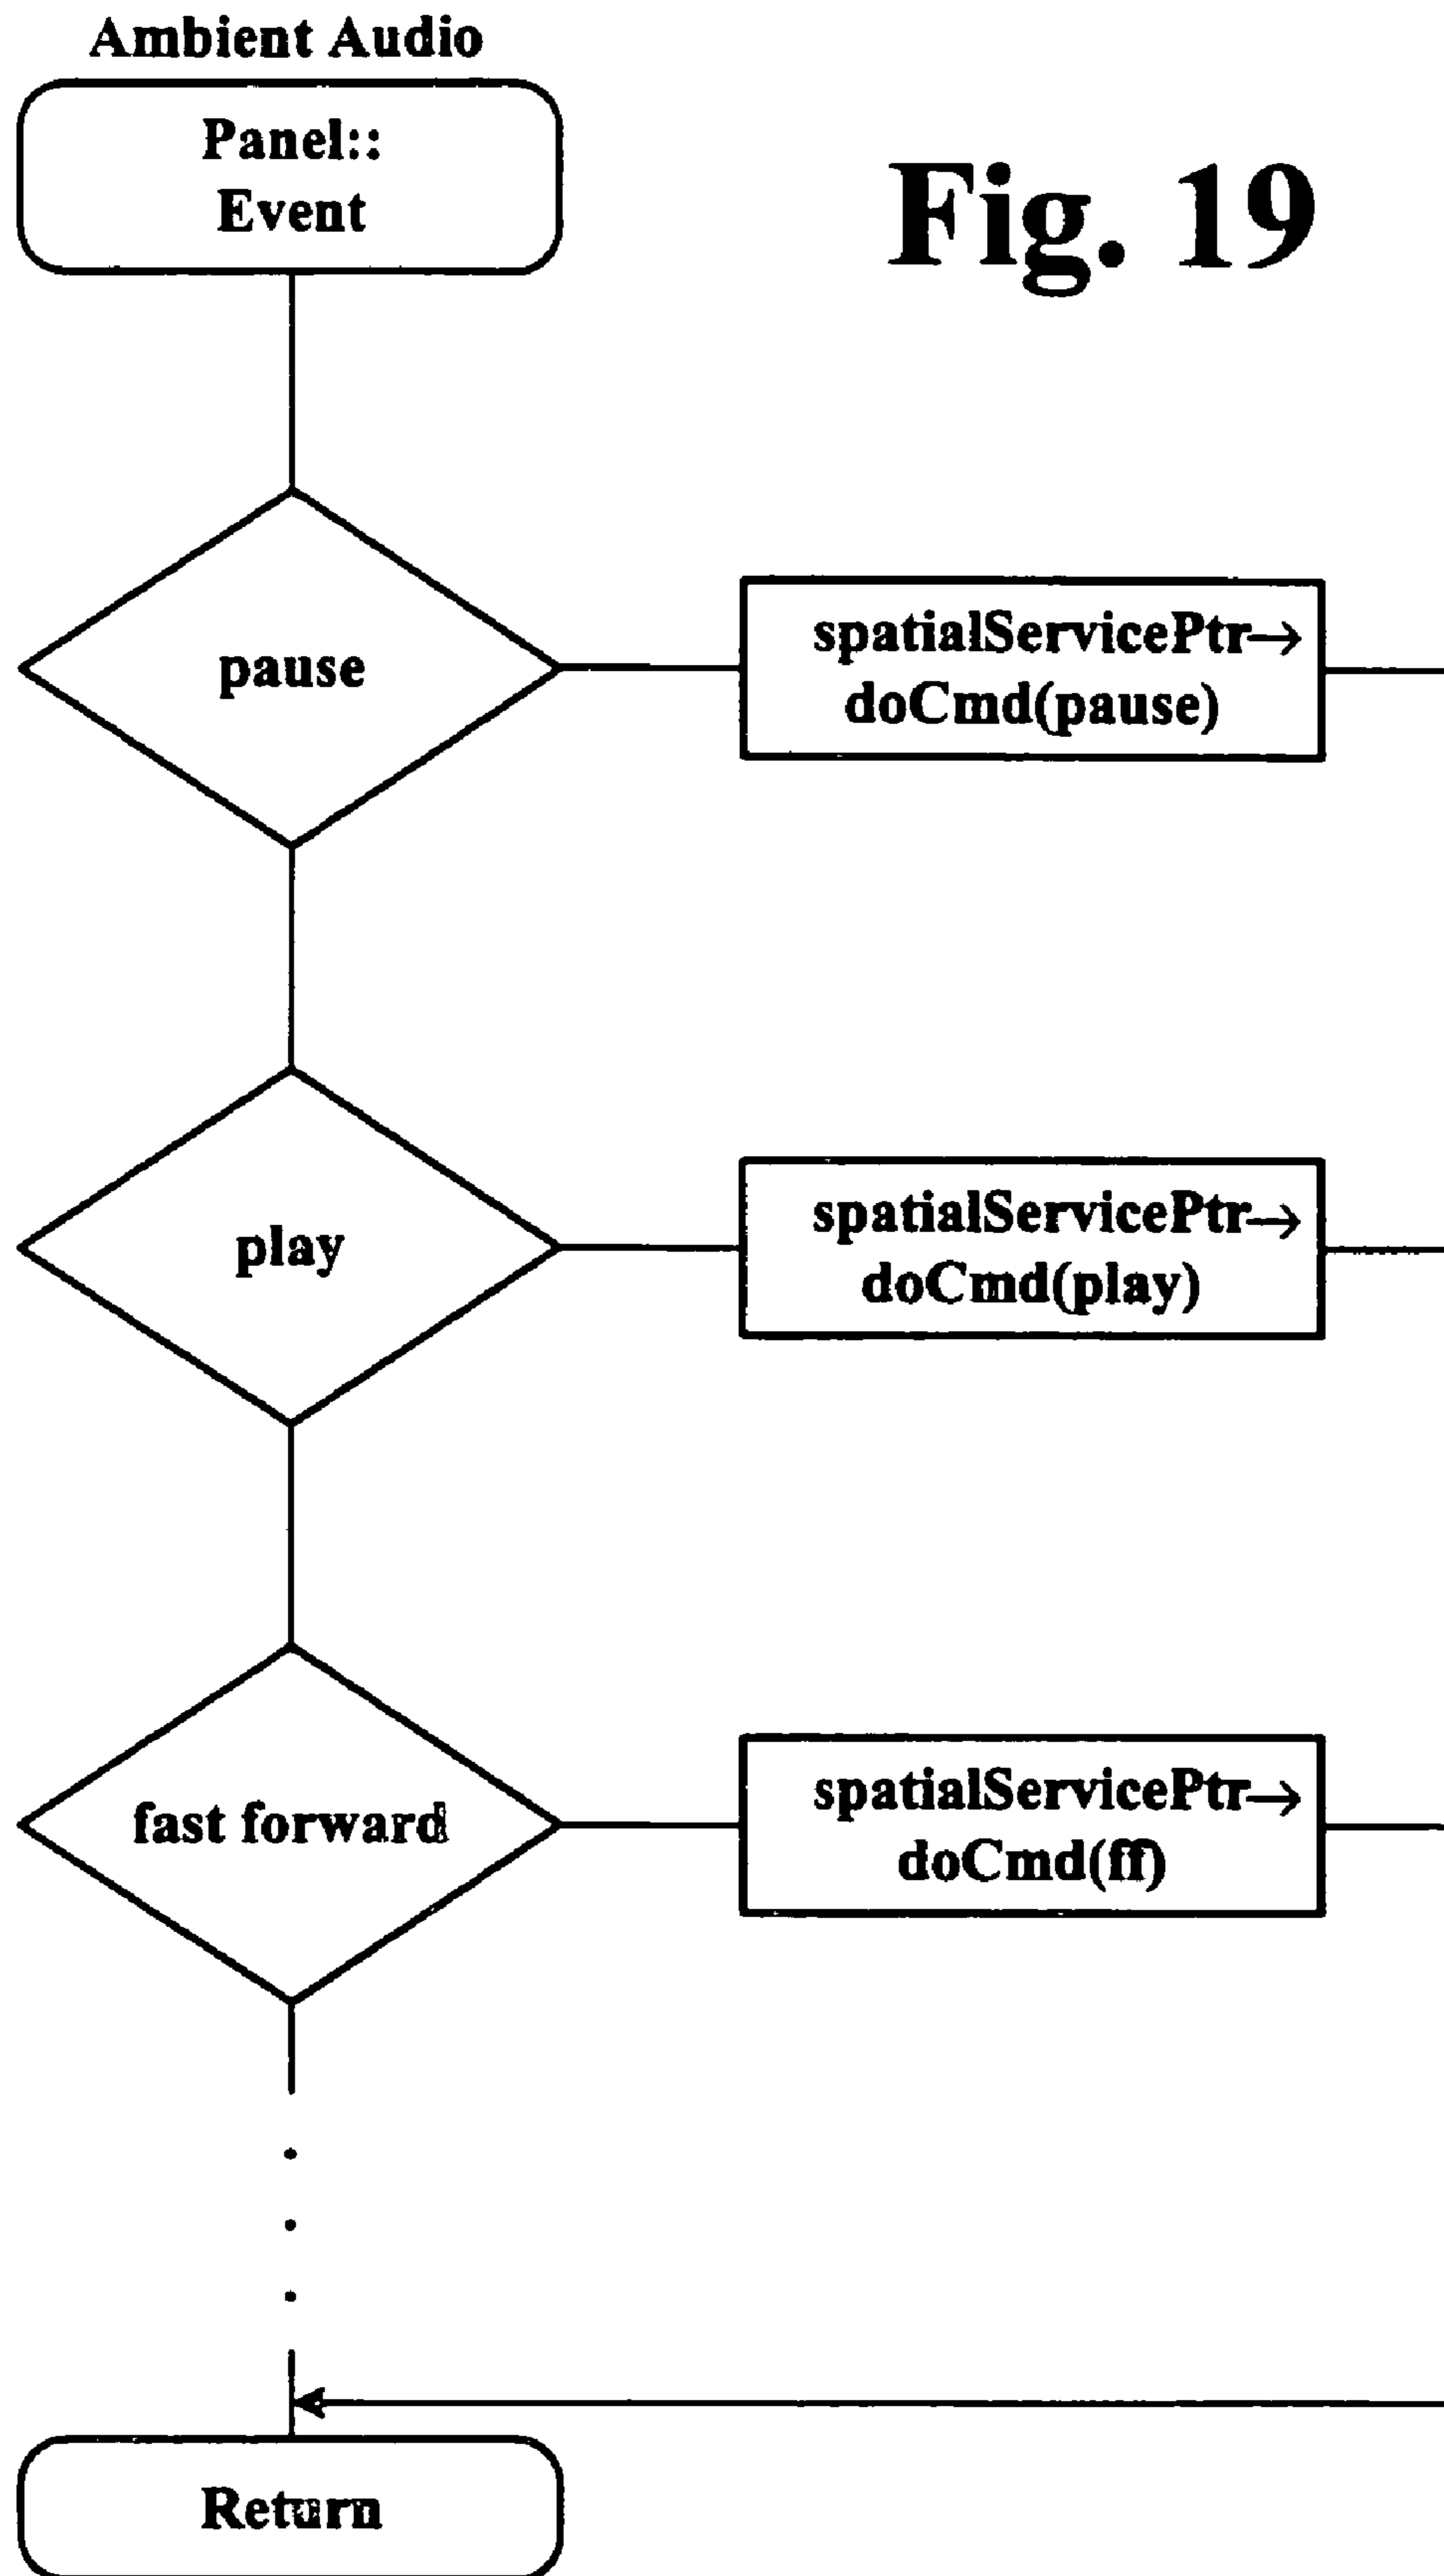 Ambient Audio
Panel::
Event
Fig. 19
pause
spatialServicePtr→
doCmd(pause)
play
spatialServicePtr→
doCmd(play)
fast forward
spatialServicePtr→
doCmd(ff)
Return